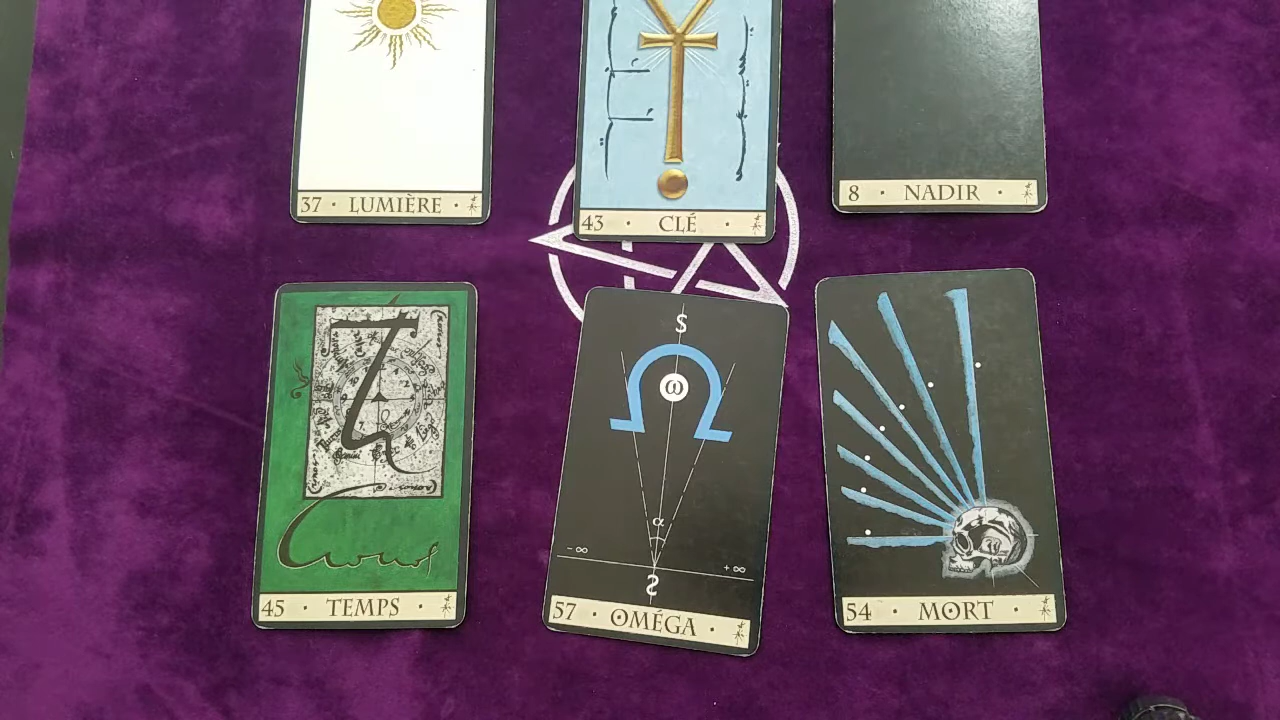 37 · LUMIÈRE ·
43 · CLÉ ·
8 · NADIR ·
S
ω
α
-∞
+∞
S
45 · TEMPS ·
57 · OMÉGA ·
54 · MORT ·